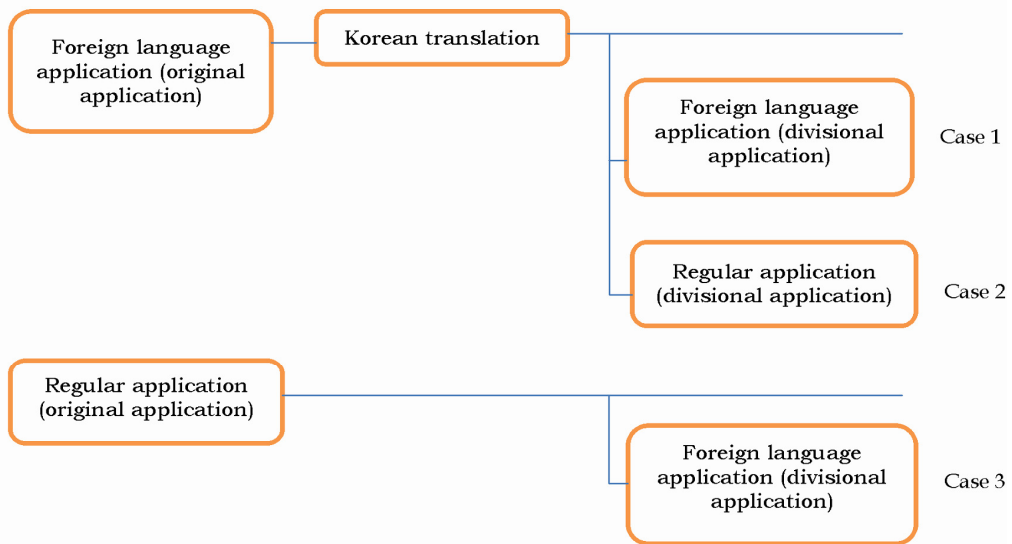 Foreign language
application (original
application)
Korean translation
Foreign language
application (divisional
application)
Case 1
Regular application
(divisional application)
Case 2
Regular application
(original application)
Foreign language
application (divisional
application)
Case 3